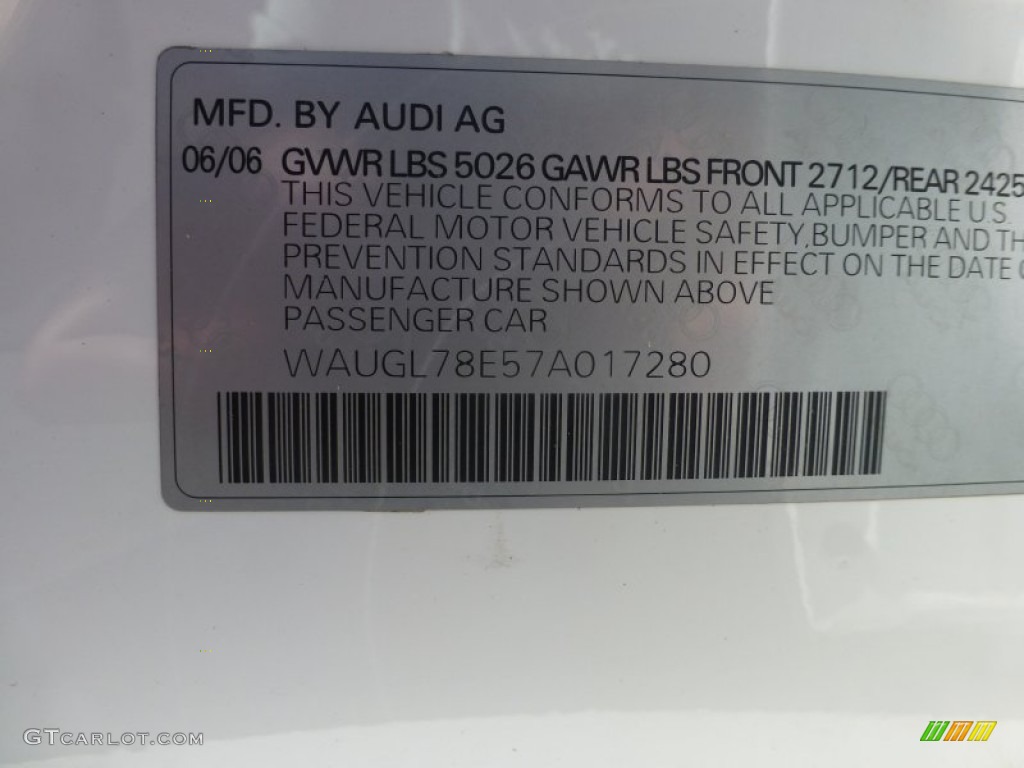 MFD. BY AUDI AG
06/06 GVWR LBS 5026 GAWR LBS FRONT 2712/REAR 2425
THIS VEHICLE CONFORMS TO ALL APPLICABLE U.S.
FEDERAL MOTOR VEHICLE SAFETY,BUMPER AND TH
PREVENTION STANDARDS IN EFFECT ON THE DATE
MANUFACTURE SHOWN ABOVE
PASSENGER CAR
WAUGL78E57A017280
GTCARLOT.COM